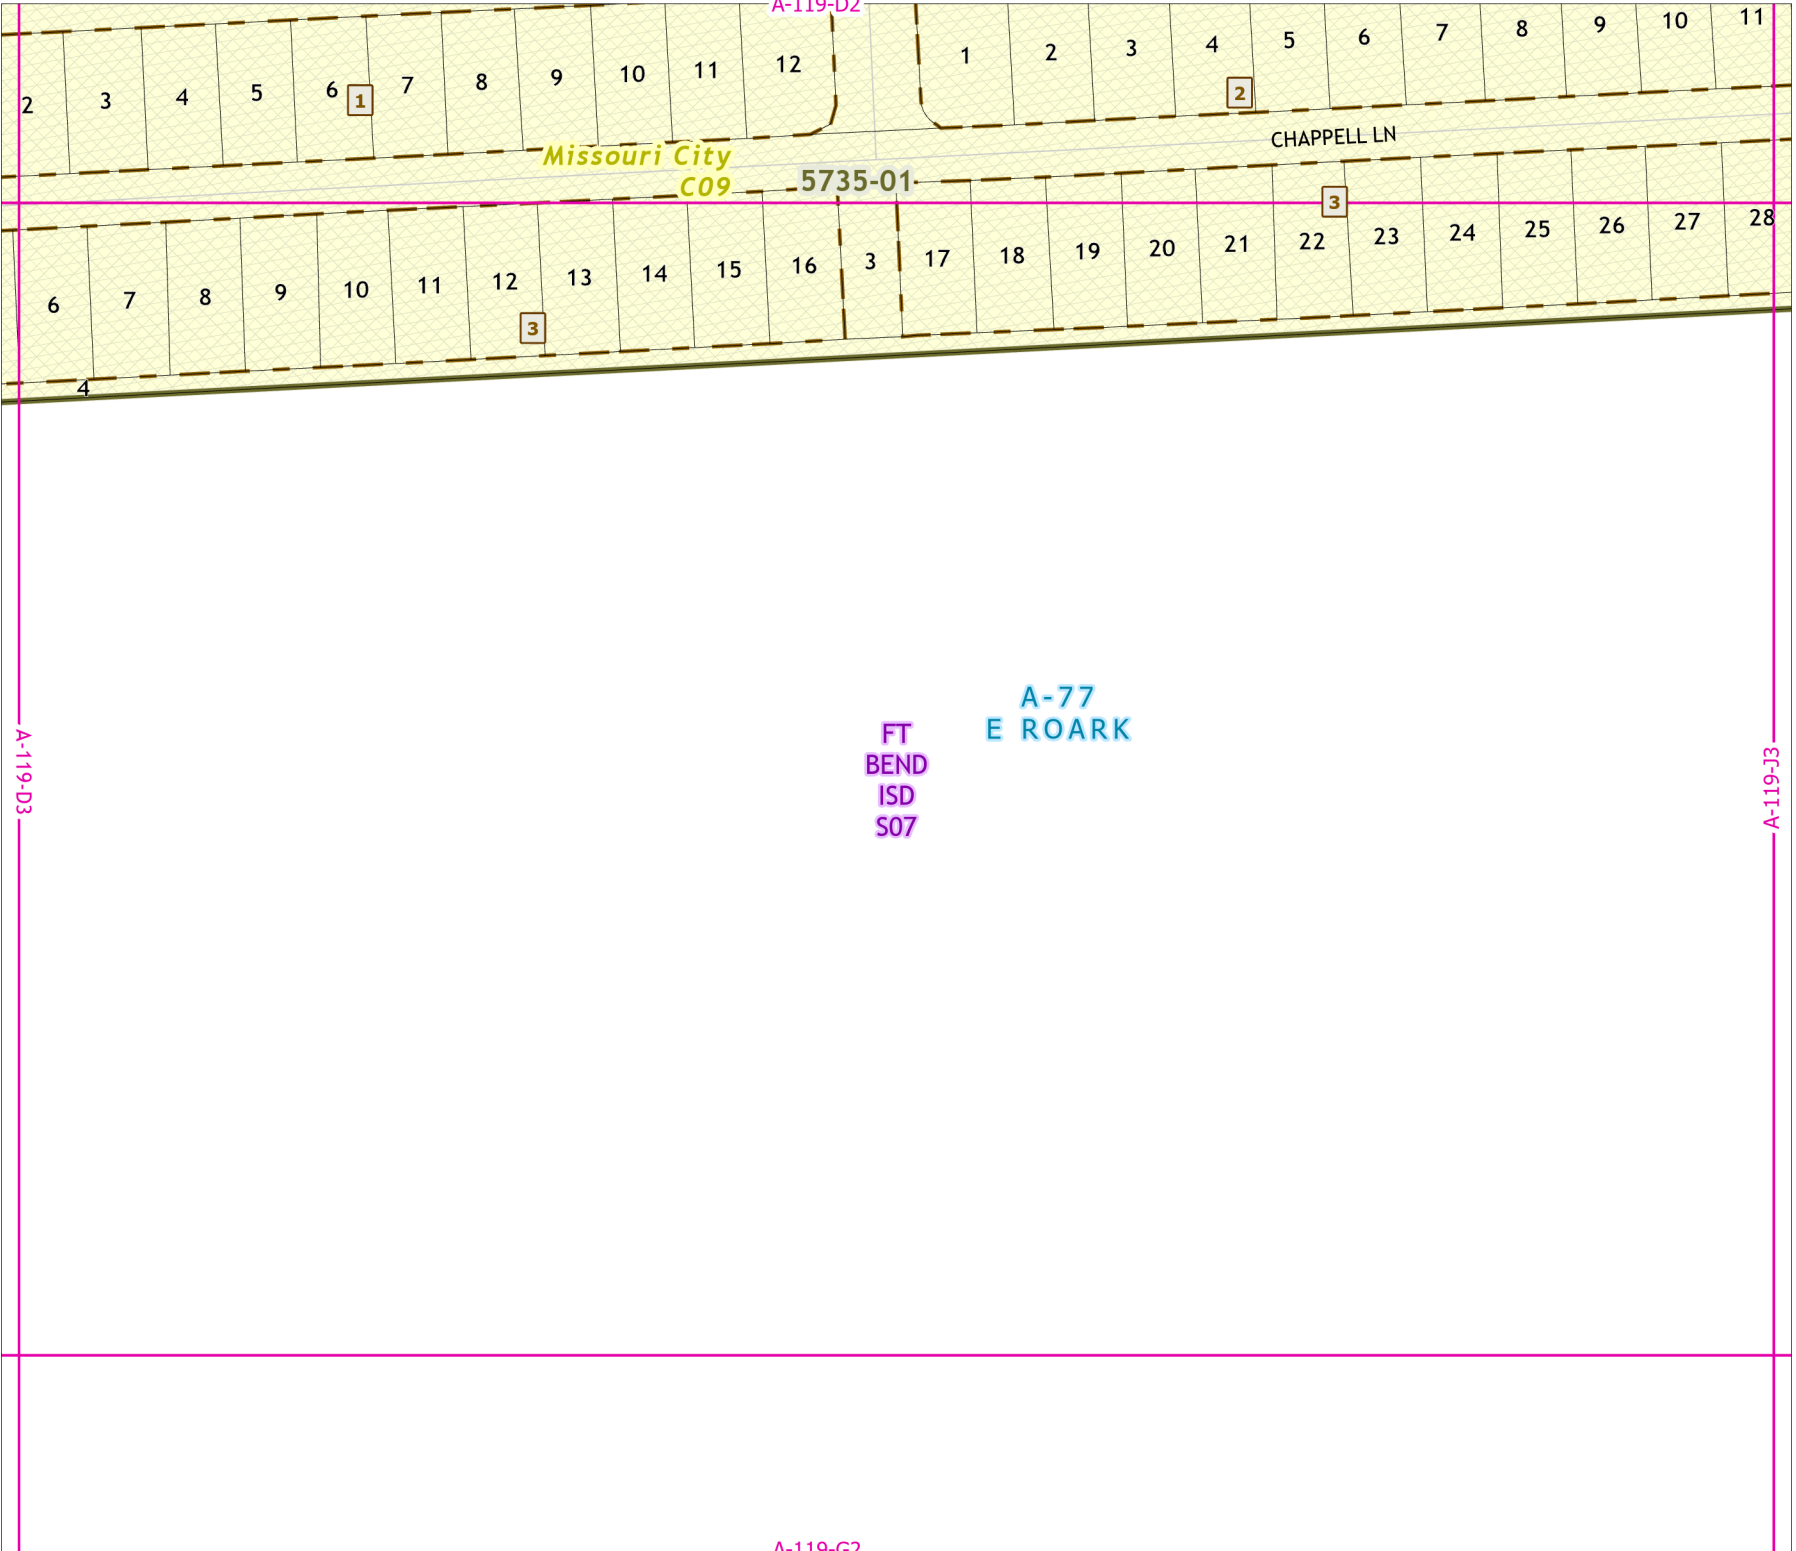 A-119-D2
2 3 4 5 6 7 8 9 10 11 12
1
1 2 3 4 5 6 7 8 9 10 11
2
CHAPPELL LN
Missouri City
C09
5735-01
6 7 8 9 10 11 12 13 14 15 16 3 17 18 19 20 21 22 23 24 25 26 27 28
3
3
4
A-77
E ROARK
FT
BEND
ISD
S07
A-119-D3
A-119-J3
A-119-G2